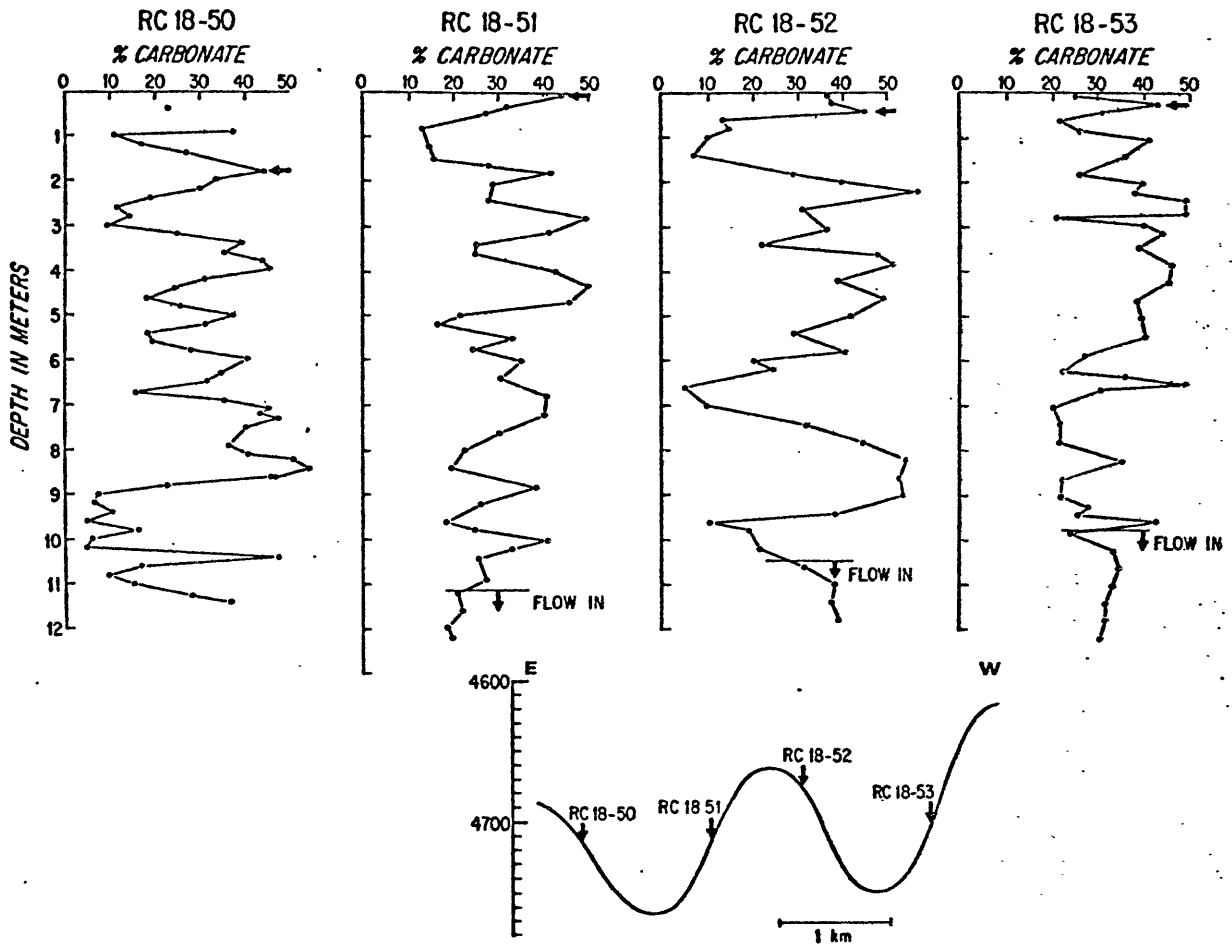 RC 18-50
% CARBONATE
0 10 20 30 40 50
RC 18-51
% CARBONATE
0 10 20 30 40 50
RC 18-52
% CARBONATE
0 10 20 30 40 50
RC 18-53
% CARBONATE
0 10 20 30 40 50
DEPTH IN METERS
1
2
3
4
5
6
7
8
9
10
11
12
FLOW IN
FLOW IN
FLOW IN
E
W
4600
4700
RC 18-50
RC 18 51
RC 18-52
RC 18-53
1 km